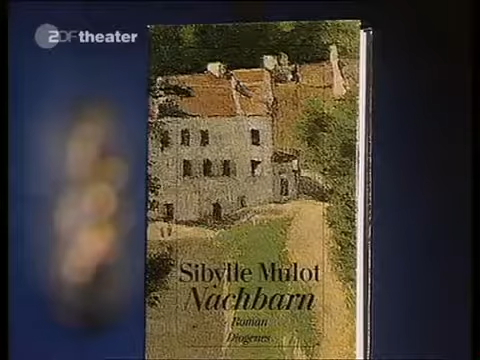 ZDFtheater
Sibylle Mulot
Nachbarn
Roman
Diogenes